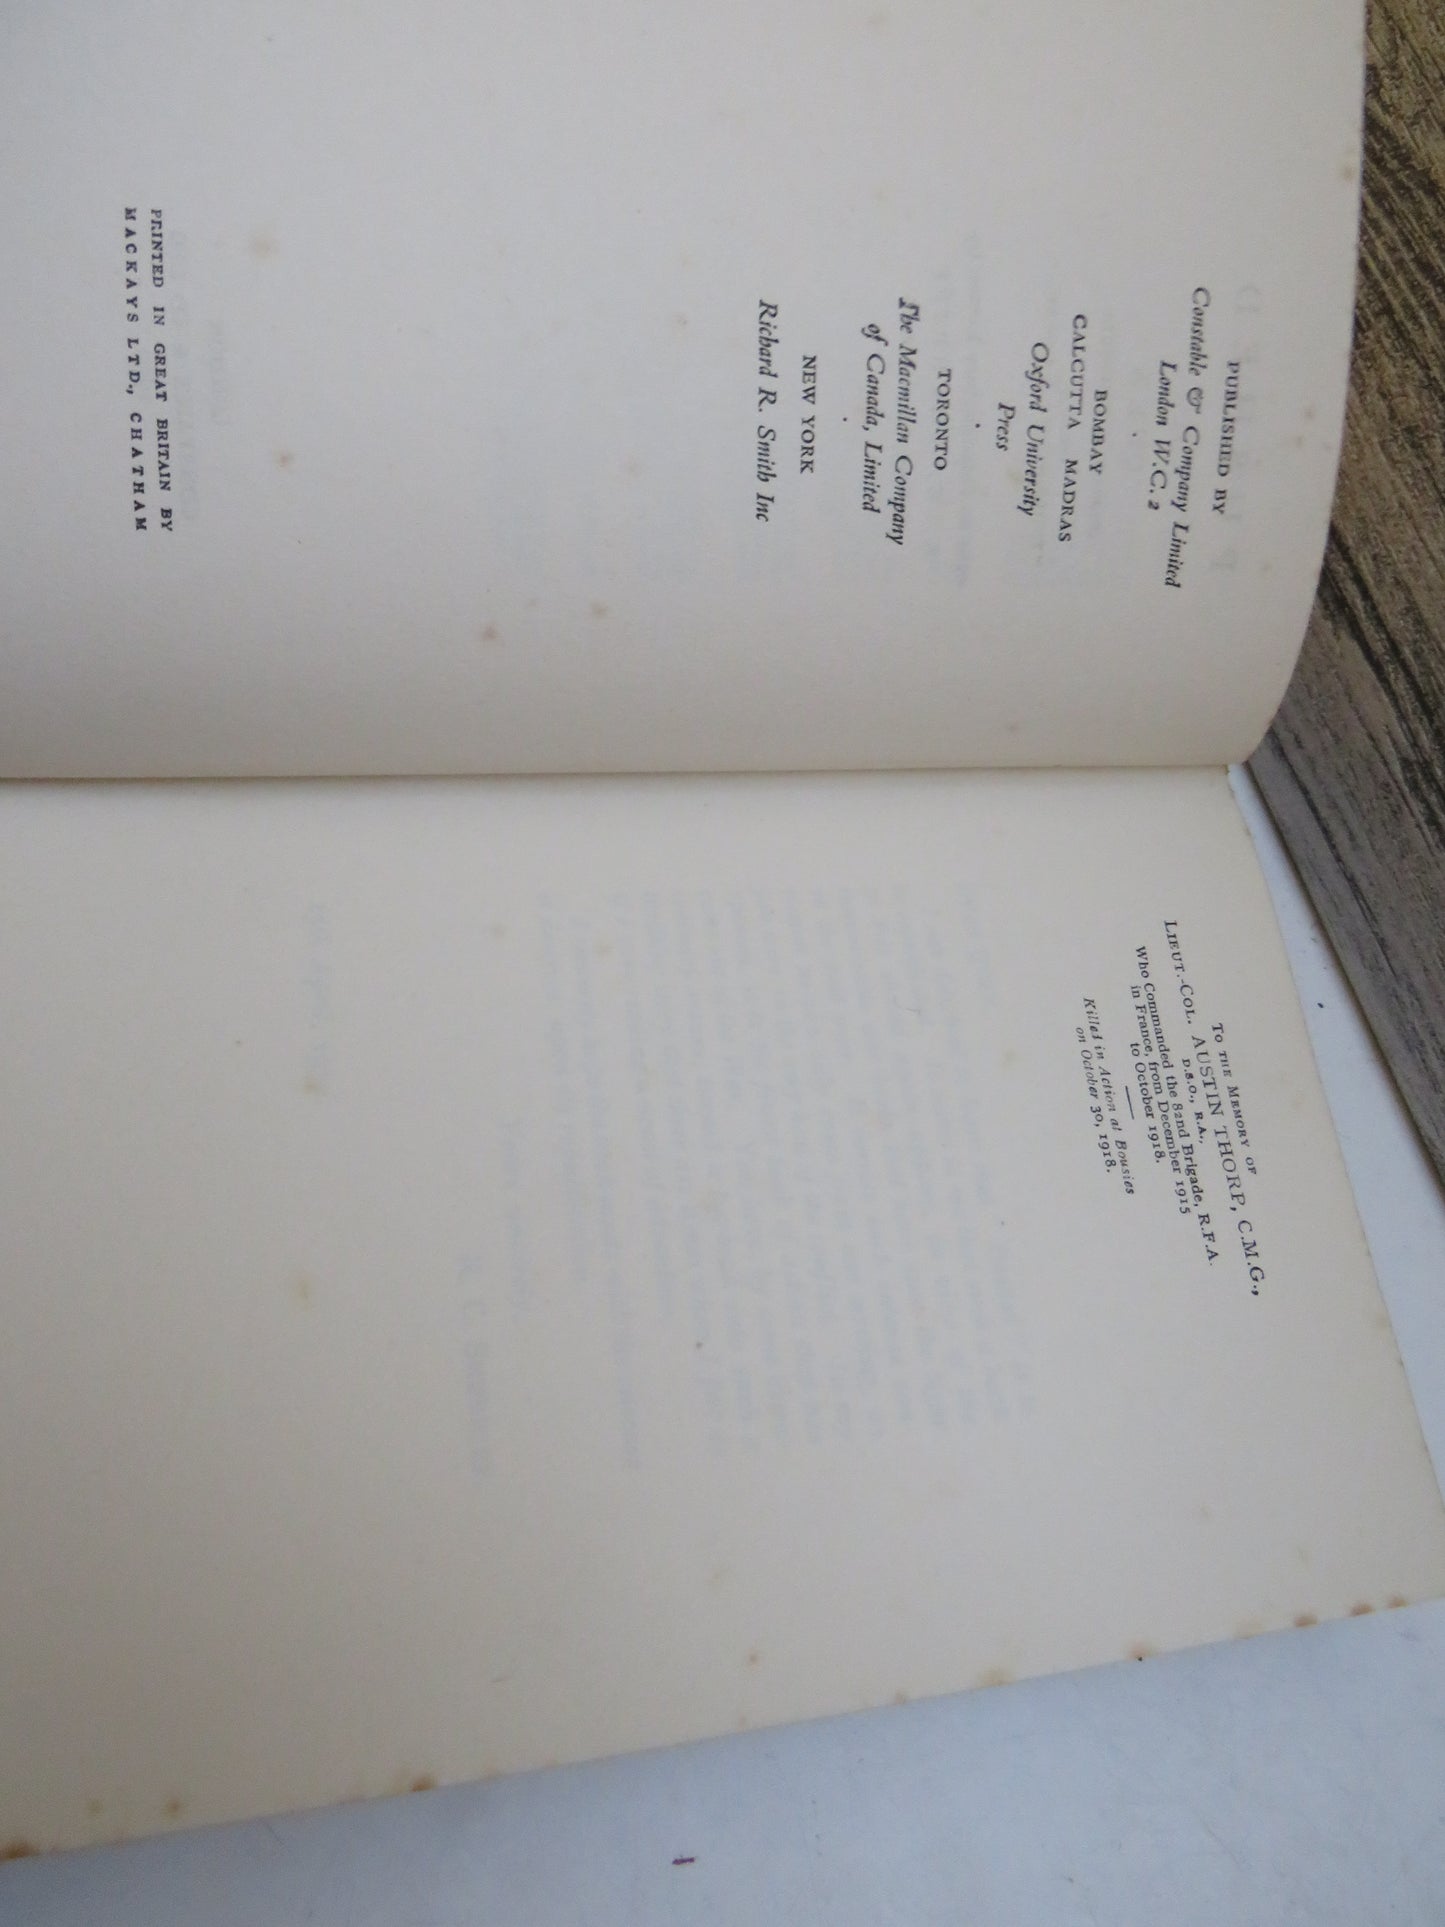 PUBLISHED BY
Constable & Company Limited
London W.C. 2
BOMBAY
CALCUTTA MADRAS
Oxford University
Press
TORONTO
The Macmillan Company
of Canada, Limited
NEW YORK
Richard R. Smith Inc
PRINTED IN GREAT BRITAIN BY
MACKAYS LTD., CHATHAM
TO THE MEMORY OF
LIEUT.-COL. AUSTIN THORP, C.M.G.,
D.S.O., R.A.,
Who Commanded the 82nd Brigade, R.F.A.
in France, from December 1915
to October 1918.
Killed in Action at Bousies
on October 30, 1918.